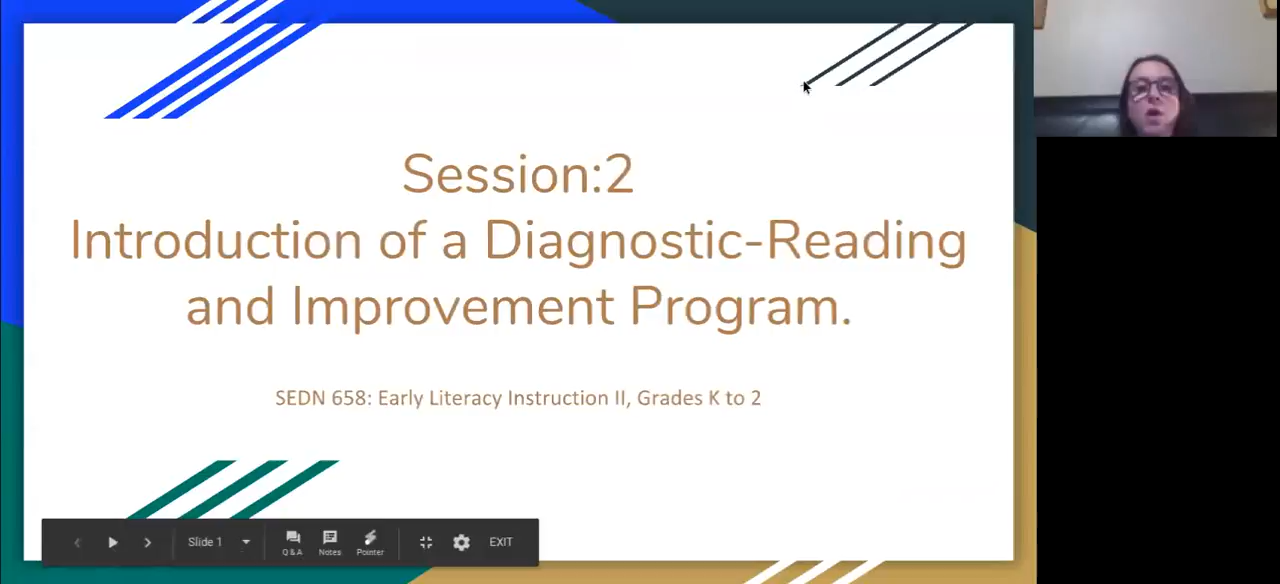 Session:2
Introduction of a Diagnostic-Reading
and Improvement Program.
SEDN 658: Early Literacy Instruction II, Grades K to 2
Slide 1
Q & A
Notes
Pointer
EXIT